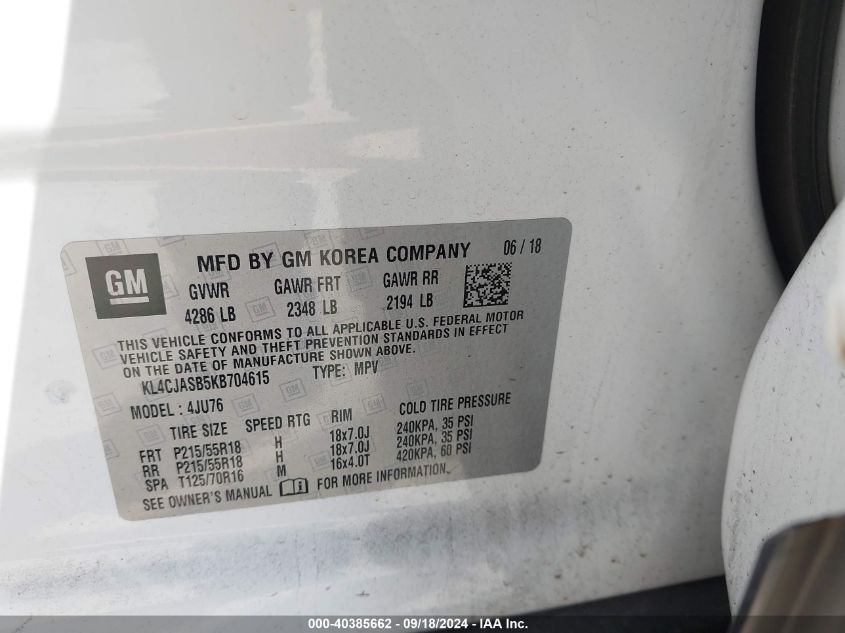 GM
MFD BY GM KOREA COMPANY 06 / 18
GVWR GAWR FRT GAWR RR
4286 LB 2348 LB 2194 LB
THIS VEHICLE CONFORMS TO ALL APPLICABLE U.S. FEDERAL MOTOR
VEHICLE SAFETY AND THEFT PREVENTION STANDARDS IN EFFECT
ON THE DATE OF MANUFACTURE SHOWN ABOVE.
KL4CJASB5KB704615 TYPE: MPV
MODEL : 4JU76
TIRE SIZE SPEED RTG RIM COLD TIRE PRESSURE
FRT P215/55R18 H 18x7.0J 240KPA, 35 PSI
RR P215/55R18 H 18x7.0J 240KPA, 35 PSI
SPA T125/70R16 M 16x4.0T 420KPA, 60 PSI
SEE OWNER'S MANUAL FOR MORE INFORMATION.
000-40385662 - 09/18/2024 - IAA Inc.